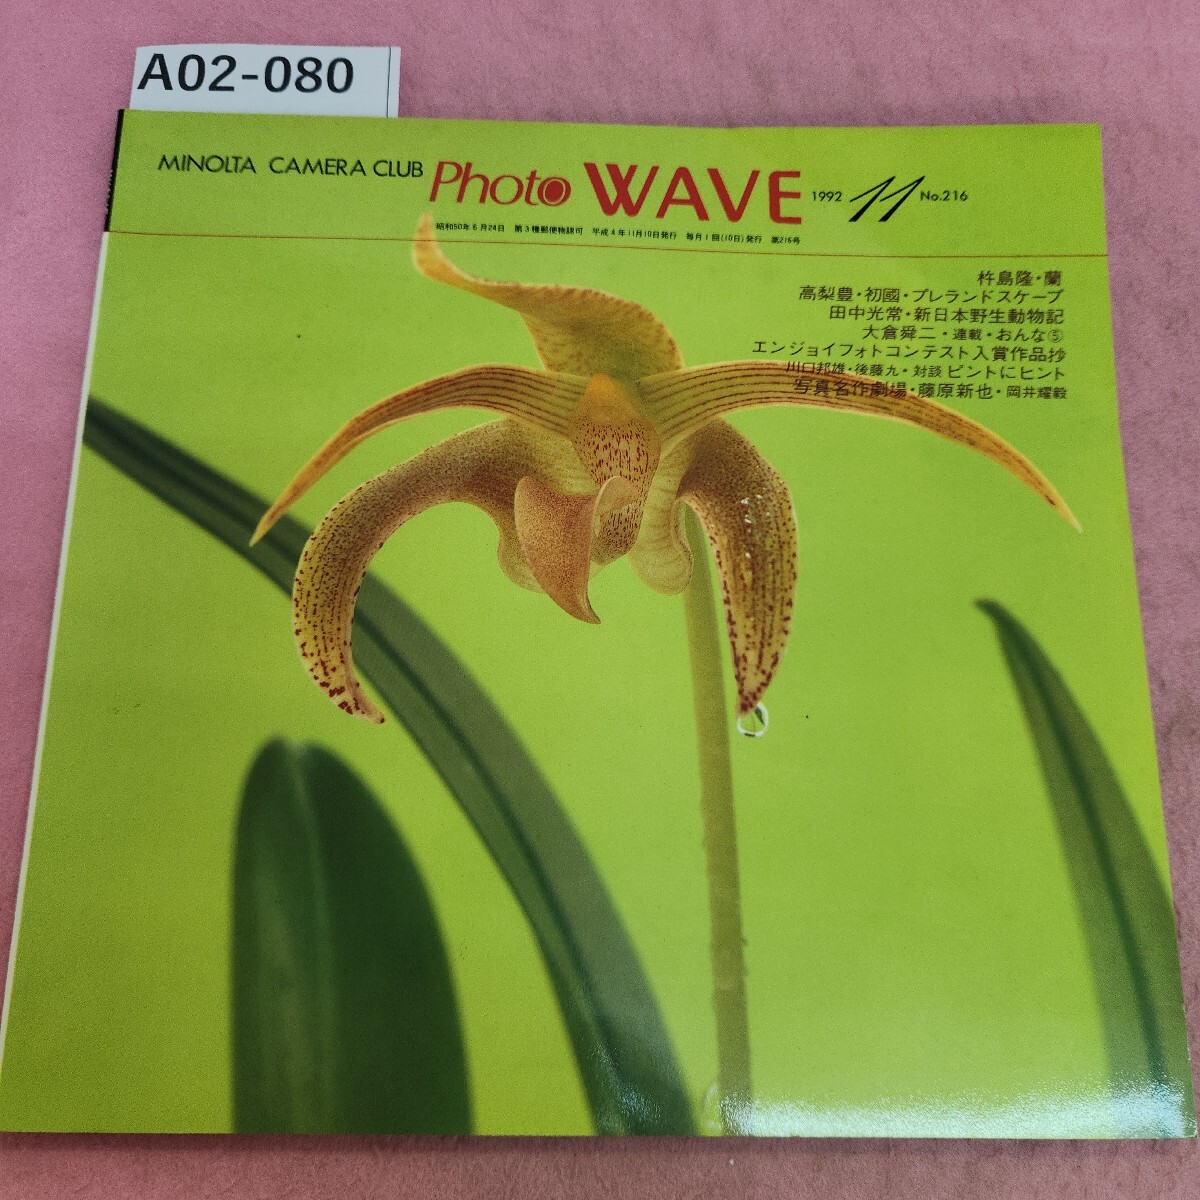 A02-080
MINOLTA CAMERA CLUB Photo WAVE 1992 11 No.216
昭和50年6月24日 第3種郵便物認可 平成4年11月10日発行 毎月1回(10日)発行 第216号
杵島隆・蘭
高梨豊・初國・プレランドスケープ
田中光常・新日本野生動物記
大倉舜二・連載・おんな⑤
エンジョイフォトコンテスト入賞作品抄
川口邦雄・後藤九・対談 ピントにヒント
写真名作劇場・藤原新也・岡井耀毅